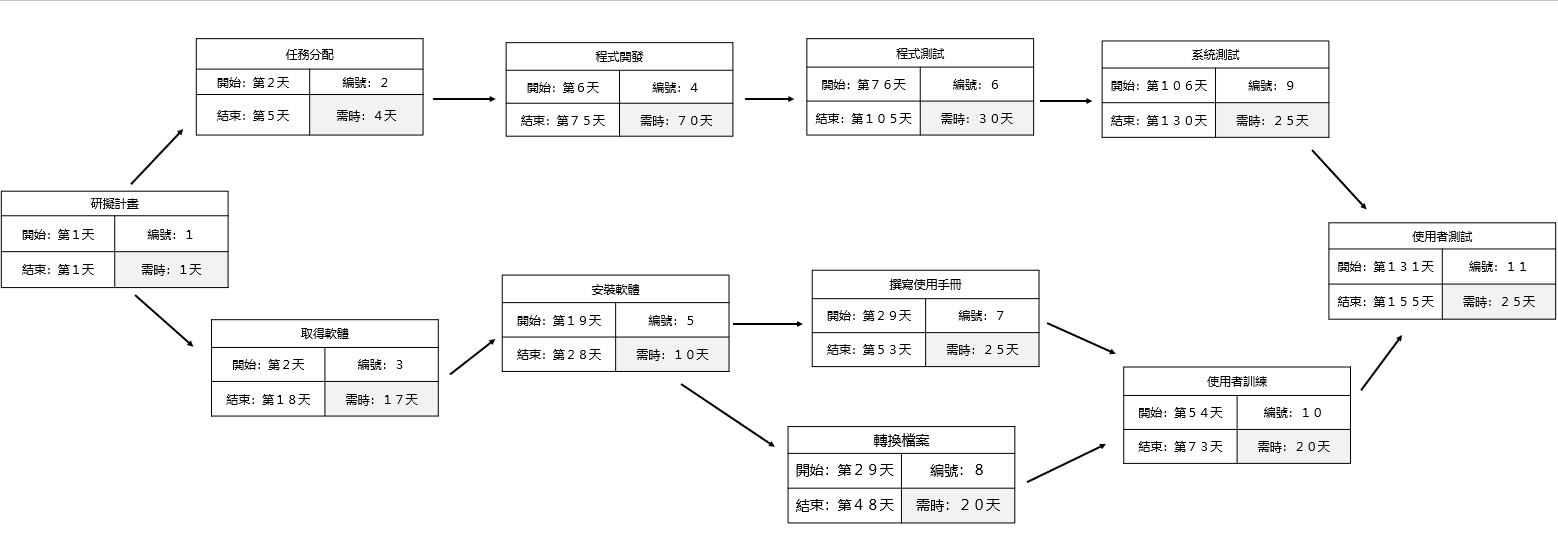 任務分配
開始：第２天　編號：２
結束：第５天　需時：４天
程式開發
開始：第６天　編號：４
結束：第７５天　需時：７０天
程式測試
開始：第７６天　編號：６
結束：第１０５天　需時：３０天
系統測試
開始：第１０６天　編號：９
結束：第１３０天　需時：２５天
研擬計畫
開始：第１天　編號：１
結束：第１天　需時：１天
使用者測試
開始：第１３１天　編號：１１
結束：第１５５天　需時：２５天
取得軟體
開始：第２天　編號：３
結束：第１８天　需時：１７天
安裝軟體
開始：第１９天　編號：５
結束：第２８天　需時：１０天
撰寫使用手冊
開始：第２９天　編號：７
結束：第５３天　需時：２５天
使用者訓練
開始：第５４天　編號：１０
結束：第７３天　需時：２０天
轉換檔案
開始：第２９天　編號：８
結束：第４８天　需時：２０天